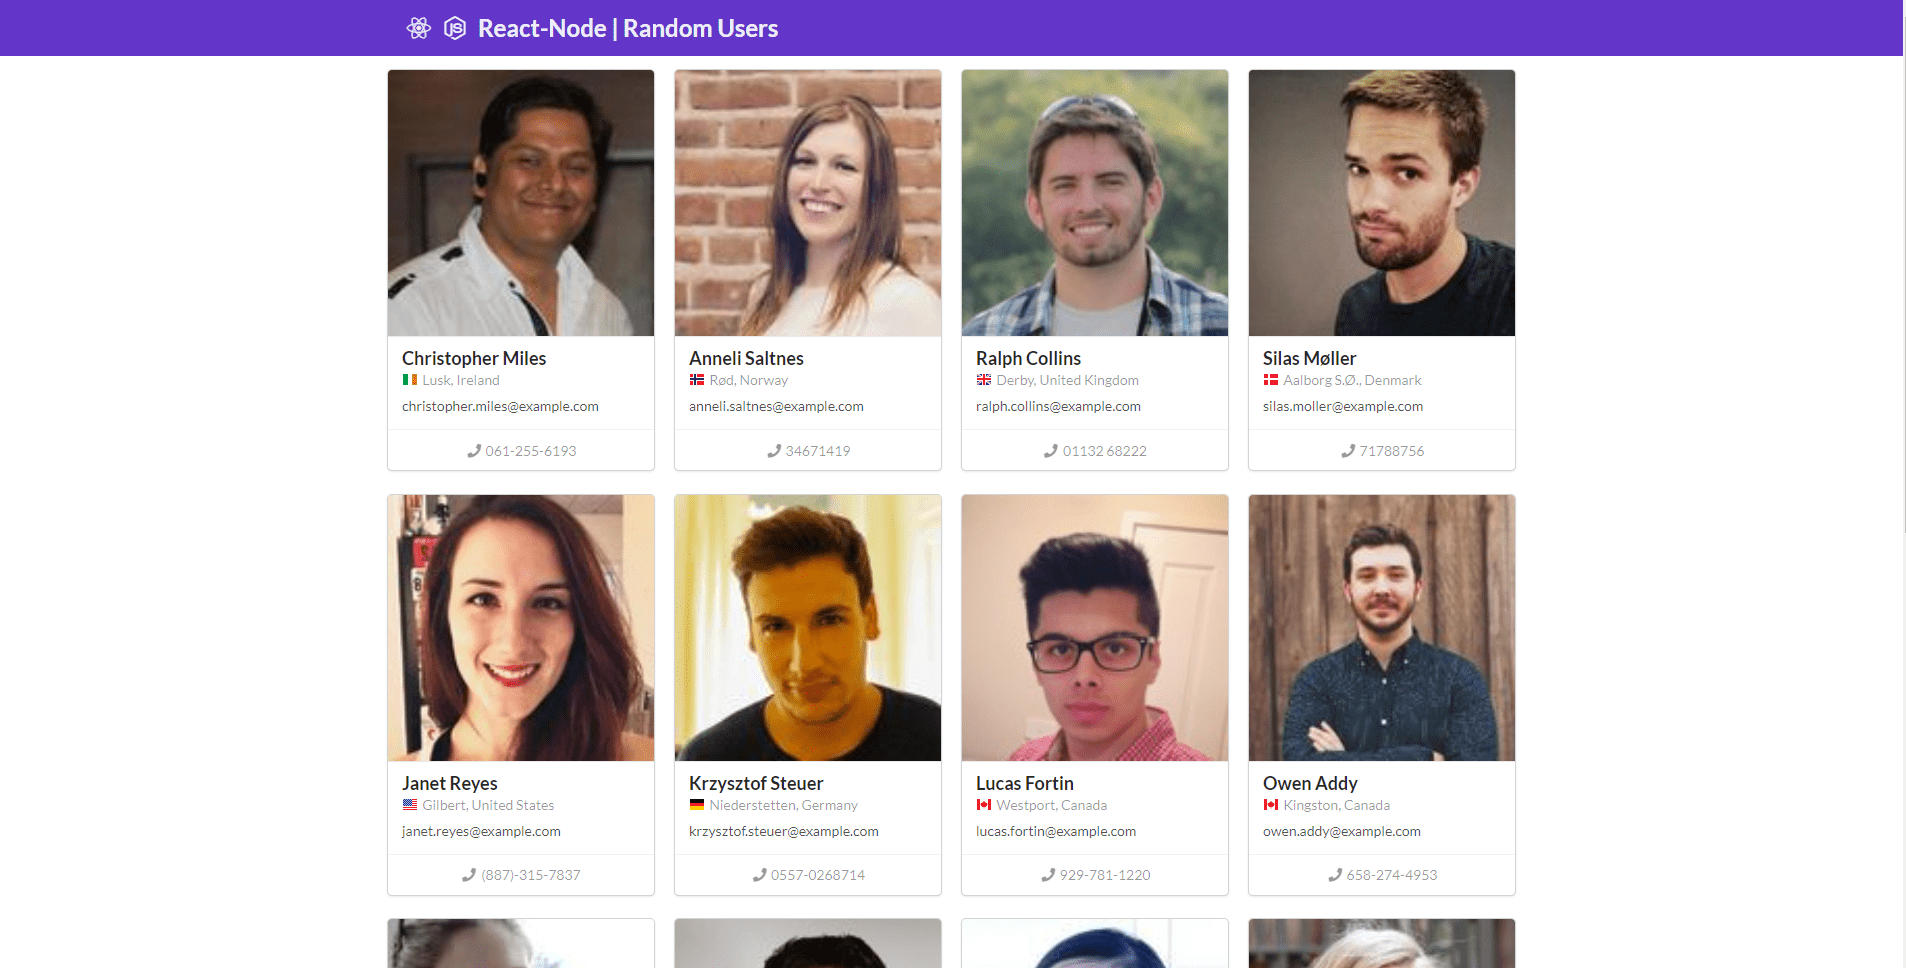 React-Node | Random Users
Christopher Miles
Lusk, Ireland
christopher.miles@example.com
061-255-6193
Anneli Saltnes
Rød, Norway
anneli.saltnes@example.com
34671419
Ralph Collins
Derby, United Kingdom
ralph.collins@example.com
01132 68222
Silas Møller
Aalborg S.Ø., Denmark
silas.moller@example.com
71788756
Janet Reyes
Gilbert, United States
janet.reyes@example.com
(887)-315-7837
Krzysztof Steuer
Niederstetten, Germany
krzysztof.steuer@example.com
0557-0268714
Lucas Fortin
Westport, Canada
lucas.fortin@example.com
929-781-1220
Owen Addy
Kingston, Canada
owen.addy@example.com
658-274-4953